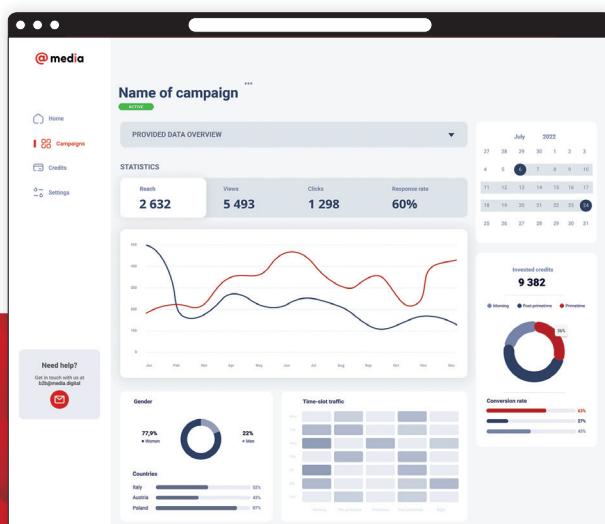 @media
Home
Campaigns
Credits
Settings
Need help?
Get in touch with us at
b2b@media.digital
Name of campaign
ACTIVE
PROVIDED DATA OVERVIEW
STATISTICS
Reach
2 632
Views
5 493
Clicks
1 298
Response rate
60%
300
200
100
0
Jan Feb Mar Apr May Jun Jul Aug Sep Oct Nov Dec
Gender
77,9%
Women
22%
Men
Countries
Italy 52%
Austria 43%
Poland 87%
Time-slot traffic
July 2022
27 28 29 30 1 2 3
4 5 6 7 8 9 10
11 12 13 14 15 16 17
18 19 20 21 22 23 24
25 26 27 28 29 30 31
Invested credits
9 382
Morning Post-primetime Primetime
36%
Conversion rate
63%
27%
43%